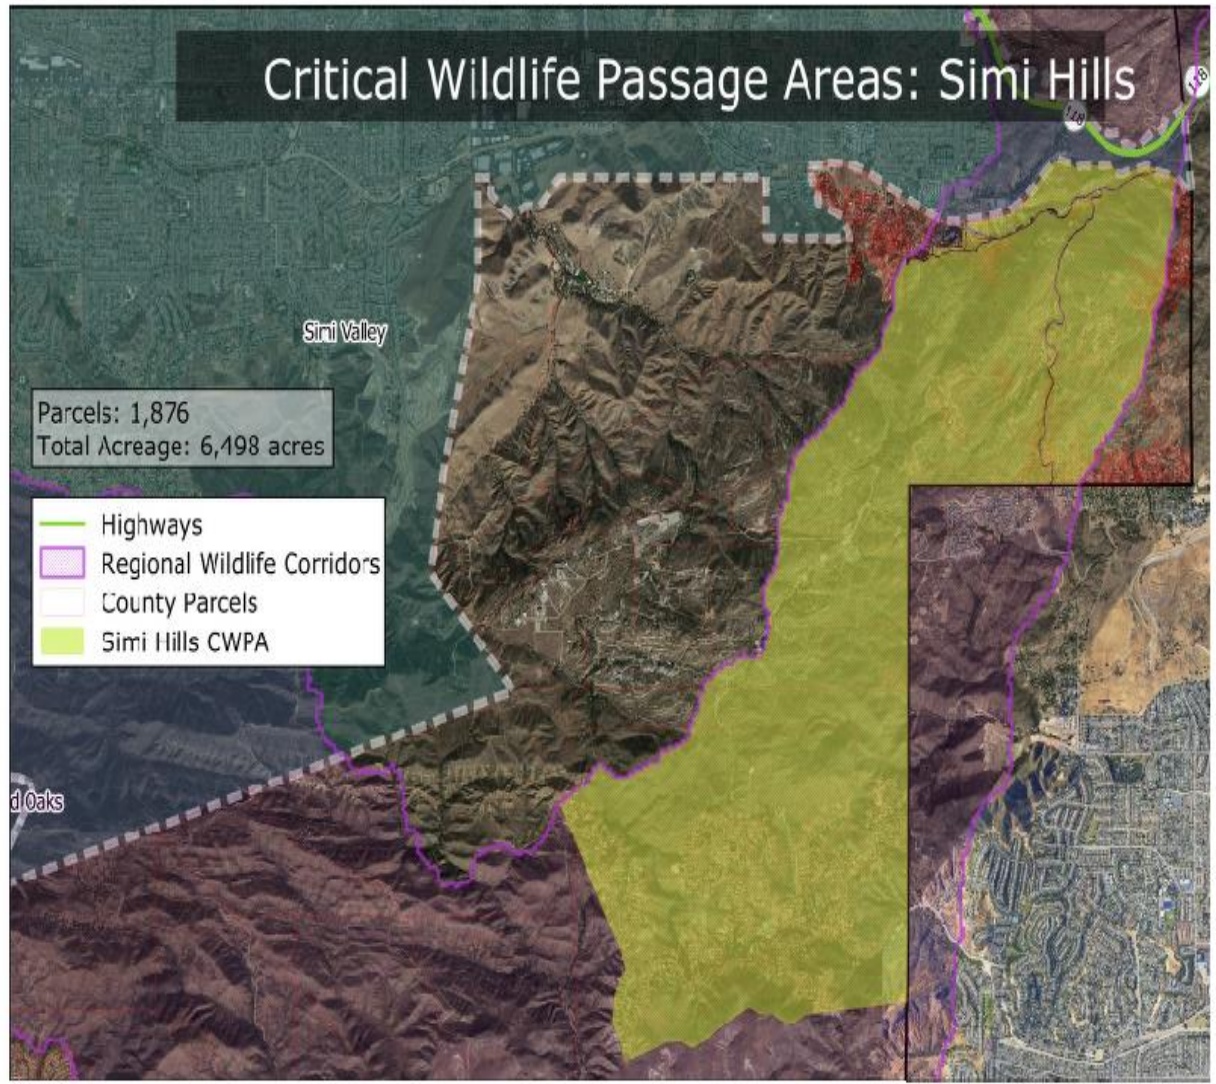 Critical Wildlife Passage Areas: Simi Hills
118
118
Simi Valley
Parcels: 1,876
Total Acreage: 6,498 acres
Highways
Regional Wildlife Corridors
County Parcels
Simi Hills CWPA
d Oaks